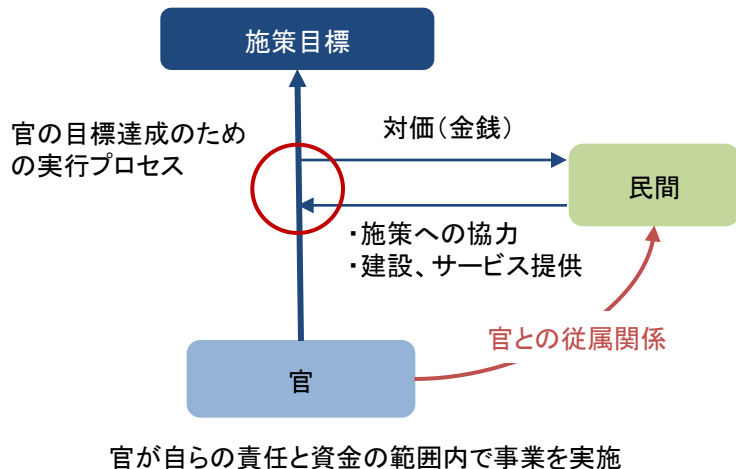 施策目標
官の目標達成のため
の実行プロセス
対価(金銭)
民間
・施策への協力
・建設、サービス提供
官との従属関係
官
官が自らの責任と資金の範囲内で事業を実施